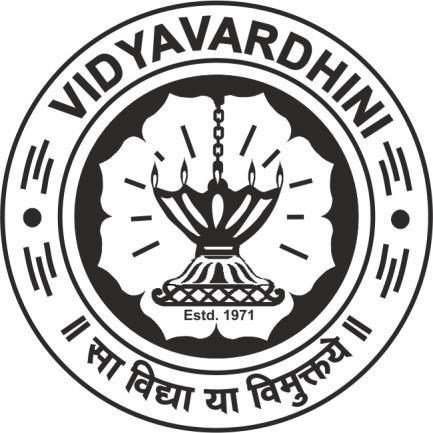 VIDYAVARDHINI
Estd. 1971
॥ सा विद्या या विमुक्तये ॥